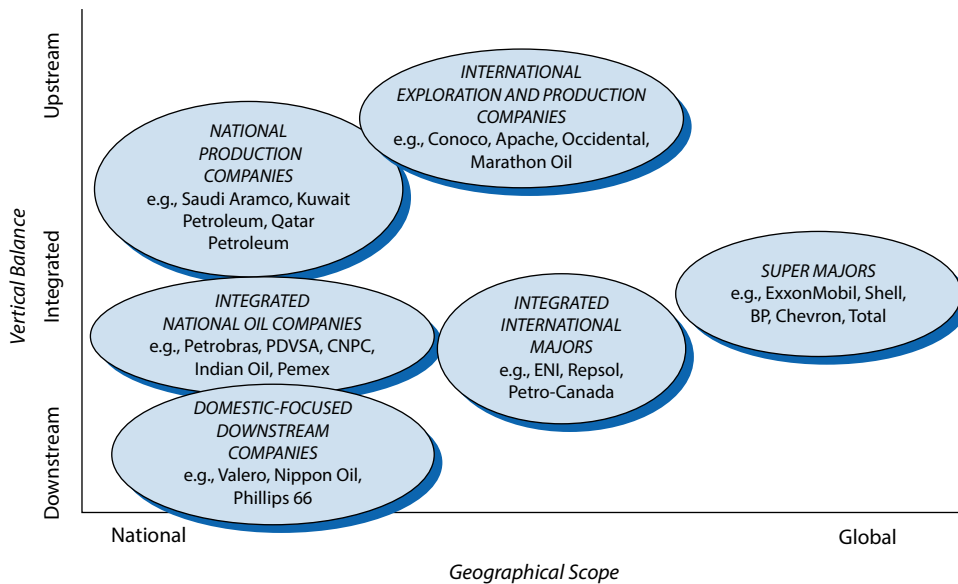 Upstream
Integrated
Downstream
Vertical Balance
INTERNATIONAL
EXPLORATION AND PRODUCTION
COMPANIES
e.g., Conoco, Apache, Occidental,
Marathon Oil
NATIONAL
PRODUCTION
COMPANIES
e.g., Saudi Aramco, Kuwait
Petroleum, Qatar
Petroleum
SUPER MAJORS
e.g., ExxonMobil, Shell,
BP, Chevron, Total
INTEGRATED
NATIONAL OIL COMPANIES
e.g., Petrobras, PDVSA, CNPC,
Indian Oil, Pemex
INTEGRATED
INTERNATIONAL
MAJORS
e.g., ENI, Repsol,
Petro-Canada
DOMESTIC-FOCUSED
DOWNSTREAM
COMPANIES
e.g., Valero, Nippon Oil,
Phillips 66
National
Global
Geographical Scope